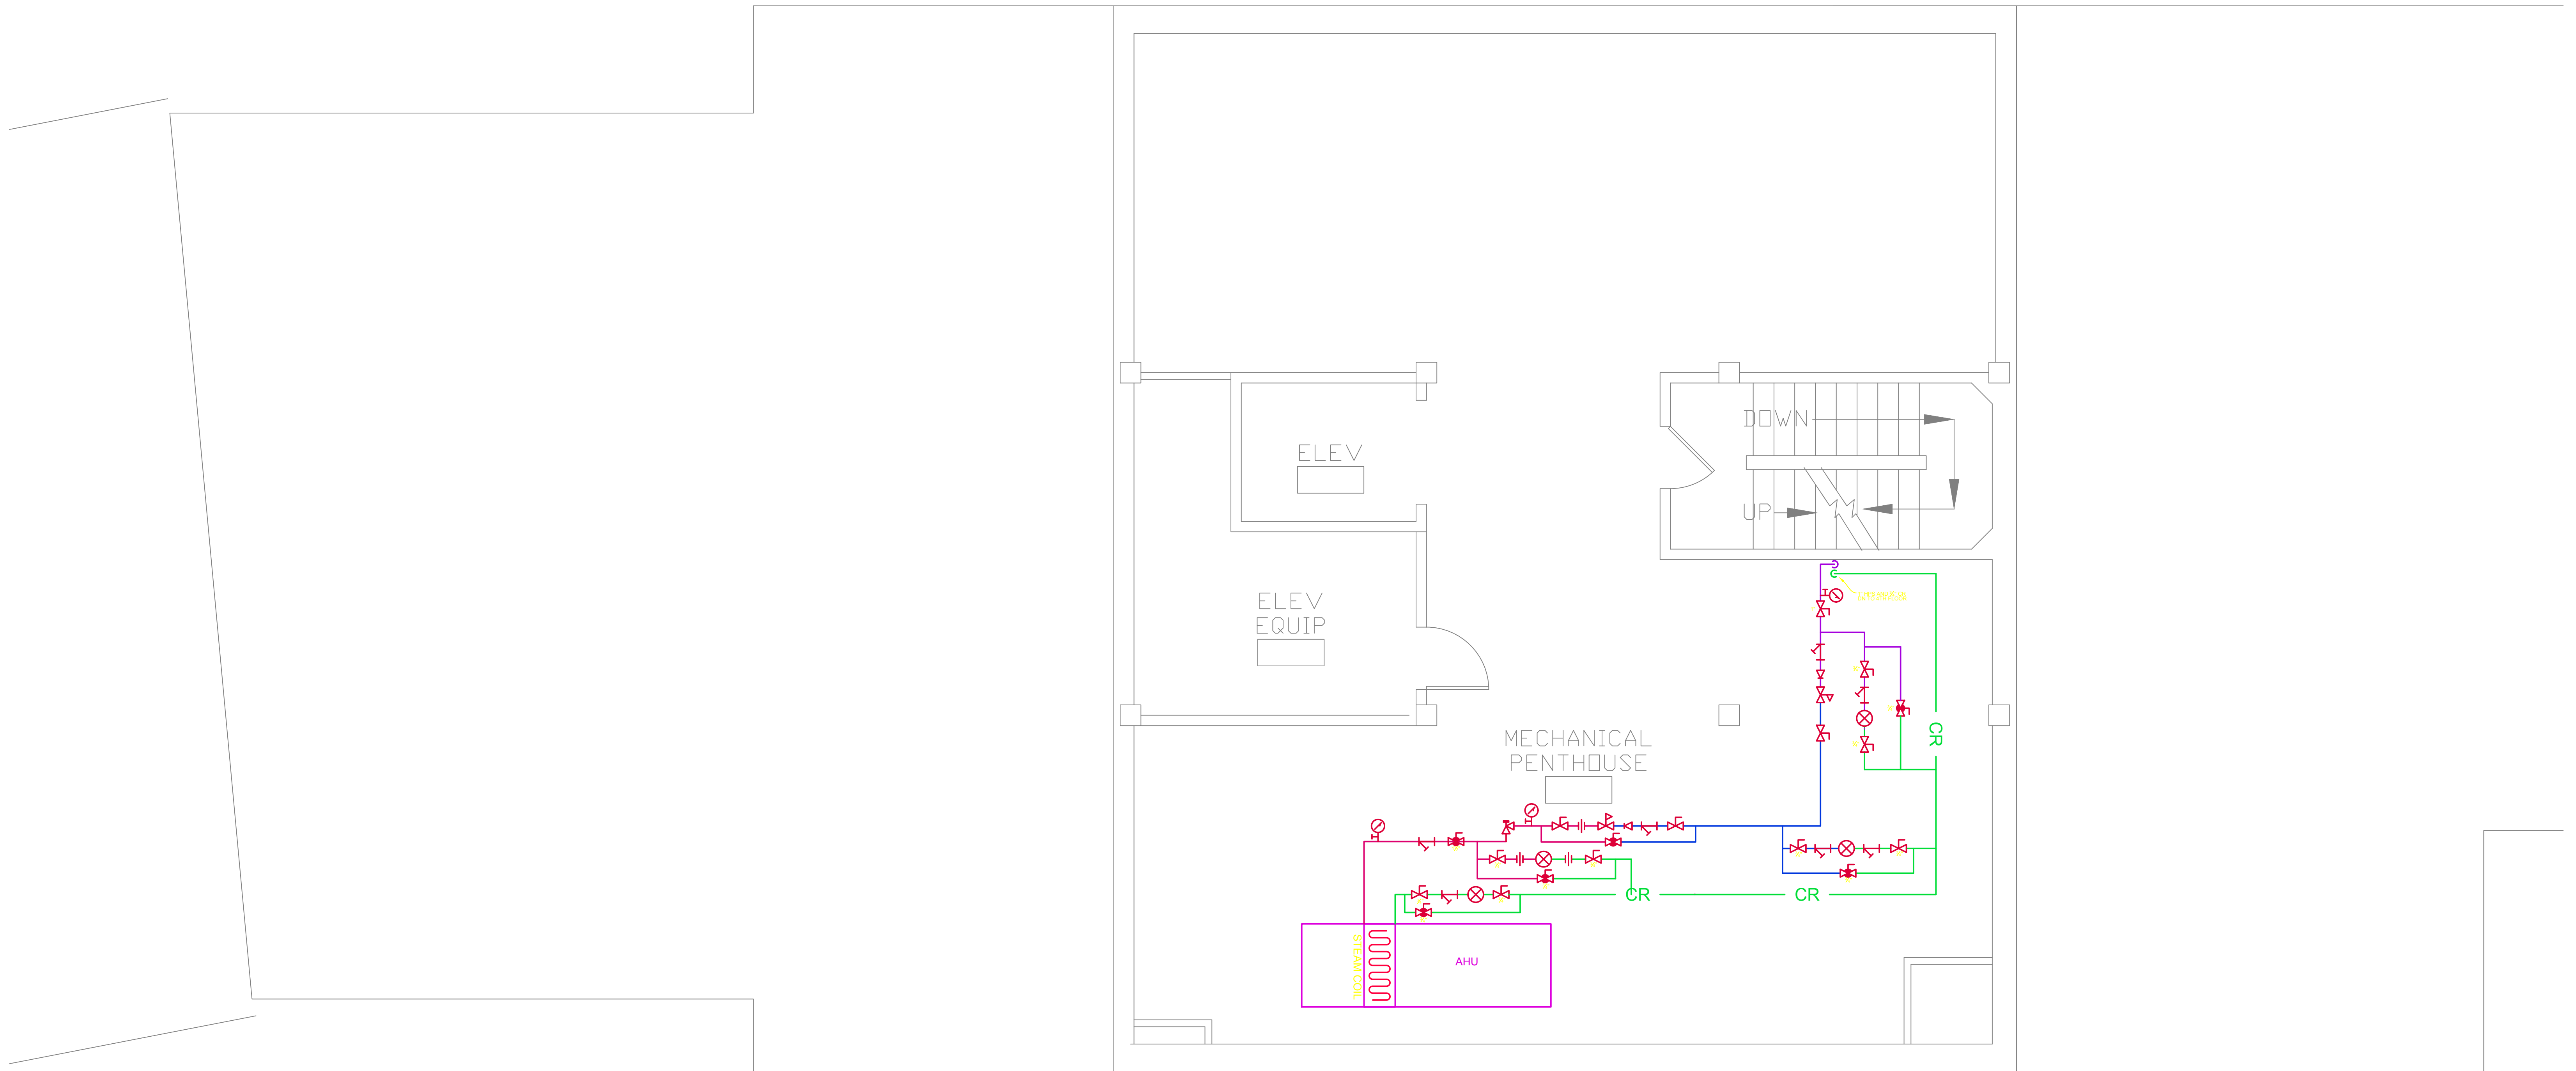 DOWN
ELEV
UP
ELEV
EQUIP
CR
MECHANICAL
PENTHOUSE
CR
CR
STEAM COIL
AHU